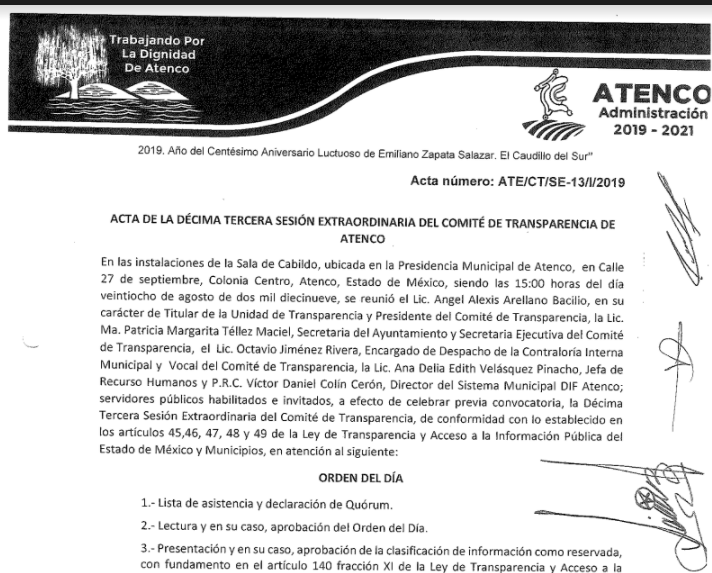 Trabajando Por
La Dignidad
De Atenco
ATENCO
Administración
2019 - 2021
2019. Año del Centésimo Aniversario Luctuoso de Emiliano Zapata Salazar. El Caudillo del Sur"
Acta número: ATE/CT/SE-13/I/2019
ACTA DE LA DÉCIMA TERCERA SESIÓN EXTRAORDINARIA DEL COMITÉ DE TRANSPARENCIA DE
ATENCO
En las instalaciones de la Sala de Cabildo, ubicada en la Presidencia Municipal de Atenco, en Calle
27 de septiembre, Colonia Centro, Atenco, Estado de México, siendo las 15:00 horas del día
veintiocho de agosto de dos mil diecinueve, se reunió el Lic. Angel Alexis Arellano Bacilio, en su
carácter de Titular de la Unidad de Transparencia y Presidente del Comité de Transparencia, la Lic.
Ma. Patricia Margarita Téllez Maciel, Secretaria del Ayuntamiento y Secretaria Ejecutiva del Comité
de Transparencia, el Lic. Octavio Jiménez Rivera, Encargado de Despacho de la Contraloría Interna
Municipal y Vocal del Comité de Transparencia, la Lic. Ana Delia Edith Velásquez Pinacho, Jefa de
Recurso Humanos y P.R.C. Víctor Daniel Colín Cerón, Director del Sistema Municipal DIF Atenco;
servidores públicos habilitados e invitados, a efecto de celebrar previa convocatoria, la Décima
Tercera Sesión Extraordinaria del Comité de Transparencia, de conformidad con lo establecido en
los artículos 45,46, 47, 48 y 49 de la Ley de Transparencia y Acceso a la Información Pública del
Estado de México y Municipios, en atención al siguiente:
ORDEN DEL DÍA
1.- Lista de asistencia y declaración de Quórum.
2.- Lectura y en su caso, aprobación del Orden del Día.
3.- Presentación y en su caso, aprobación de la clasificación de información como reservada,
con fundamento en el artículo 140 fracción XI de la Ley de Transparencia y Acceso a la